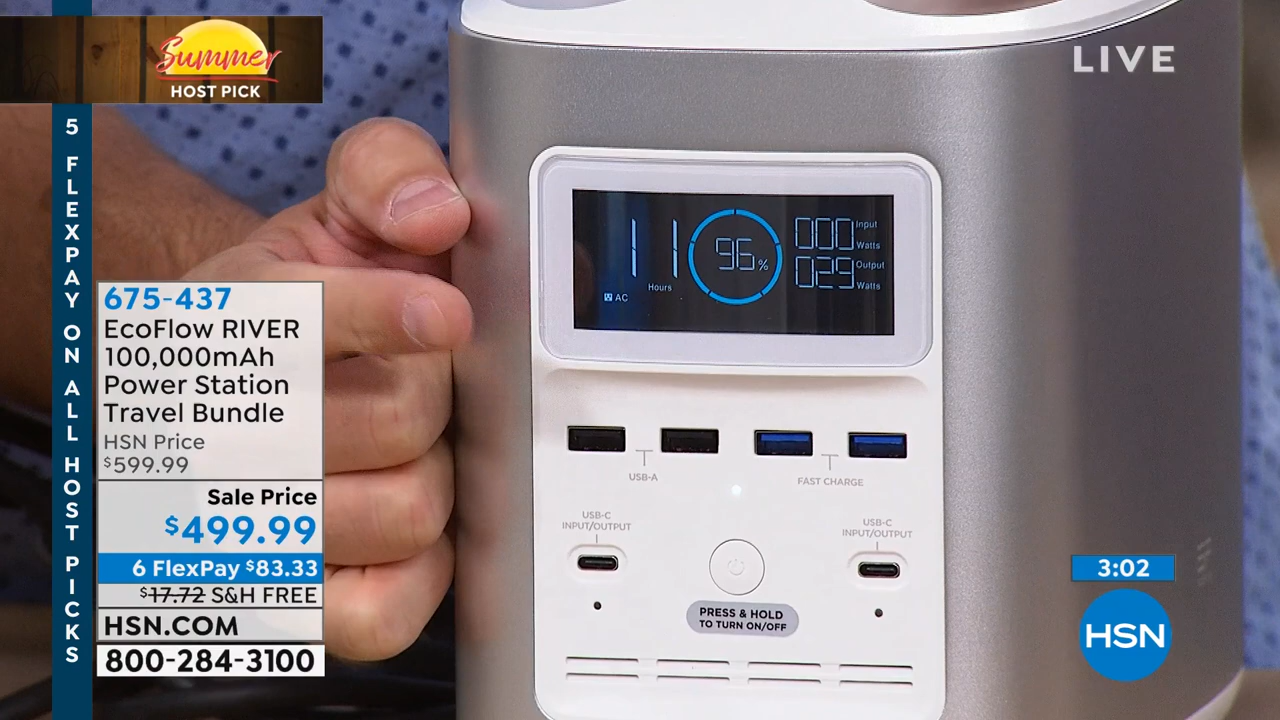 Summer
HOST PICK
LIVE
5 FLEXPAY ON ALL HOST PICKS
675-437
EcoFlow RIVER
100,000mAh
Power Station
Travel Bundle
HSN Price
$599.99
Sale Price
$499.99
6 FlexPay $83.33
$17.72 S&H FREE
HSN.COM
800-284-3100
11 Hours
AC
96%
000 Input Watts
029 Output Watts
USB-A
FAST CHARGE
USB-C
INPUT/OUTPUT
USB-C
INPUT/OUTPUT
PRESS & HOLD
TO TURN ON/OFF
3:02
HSN